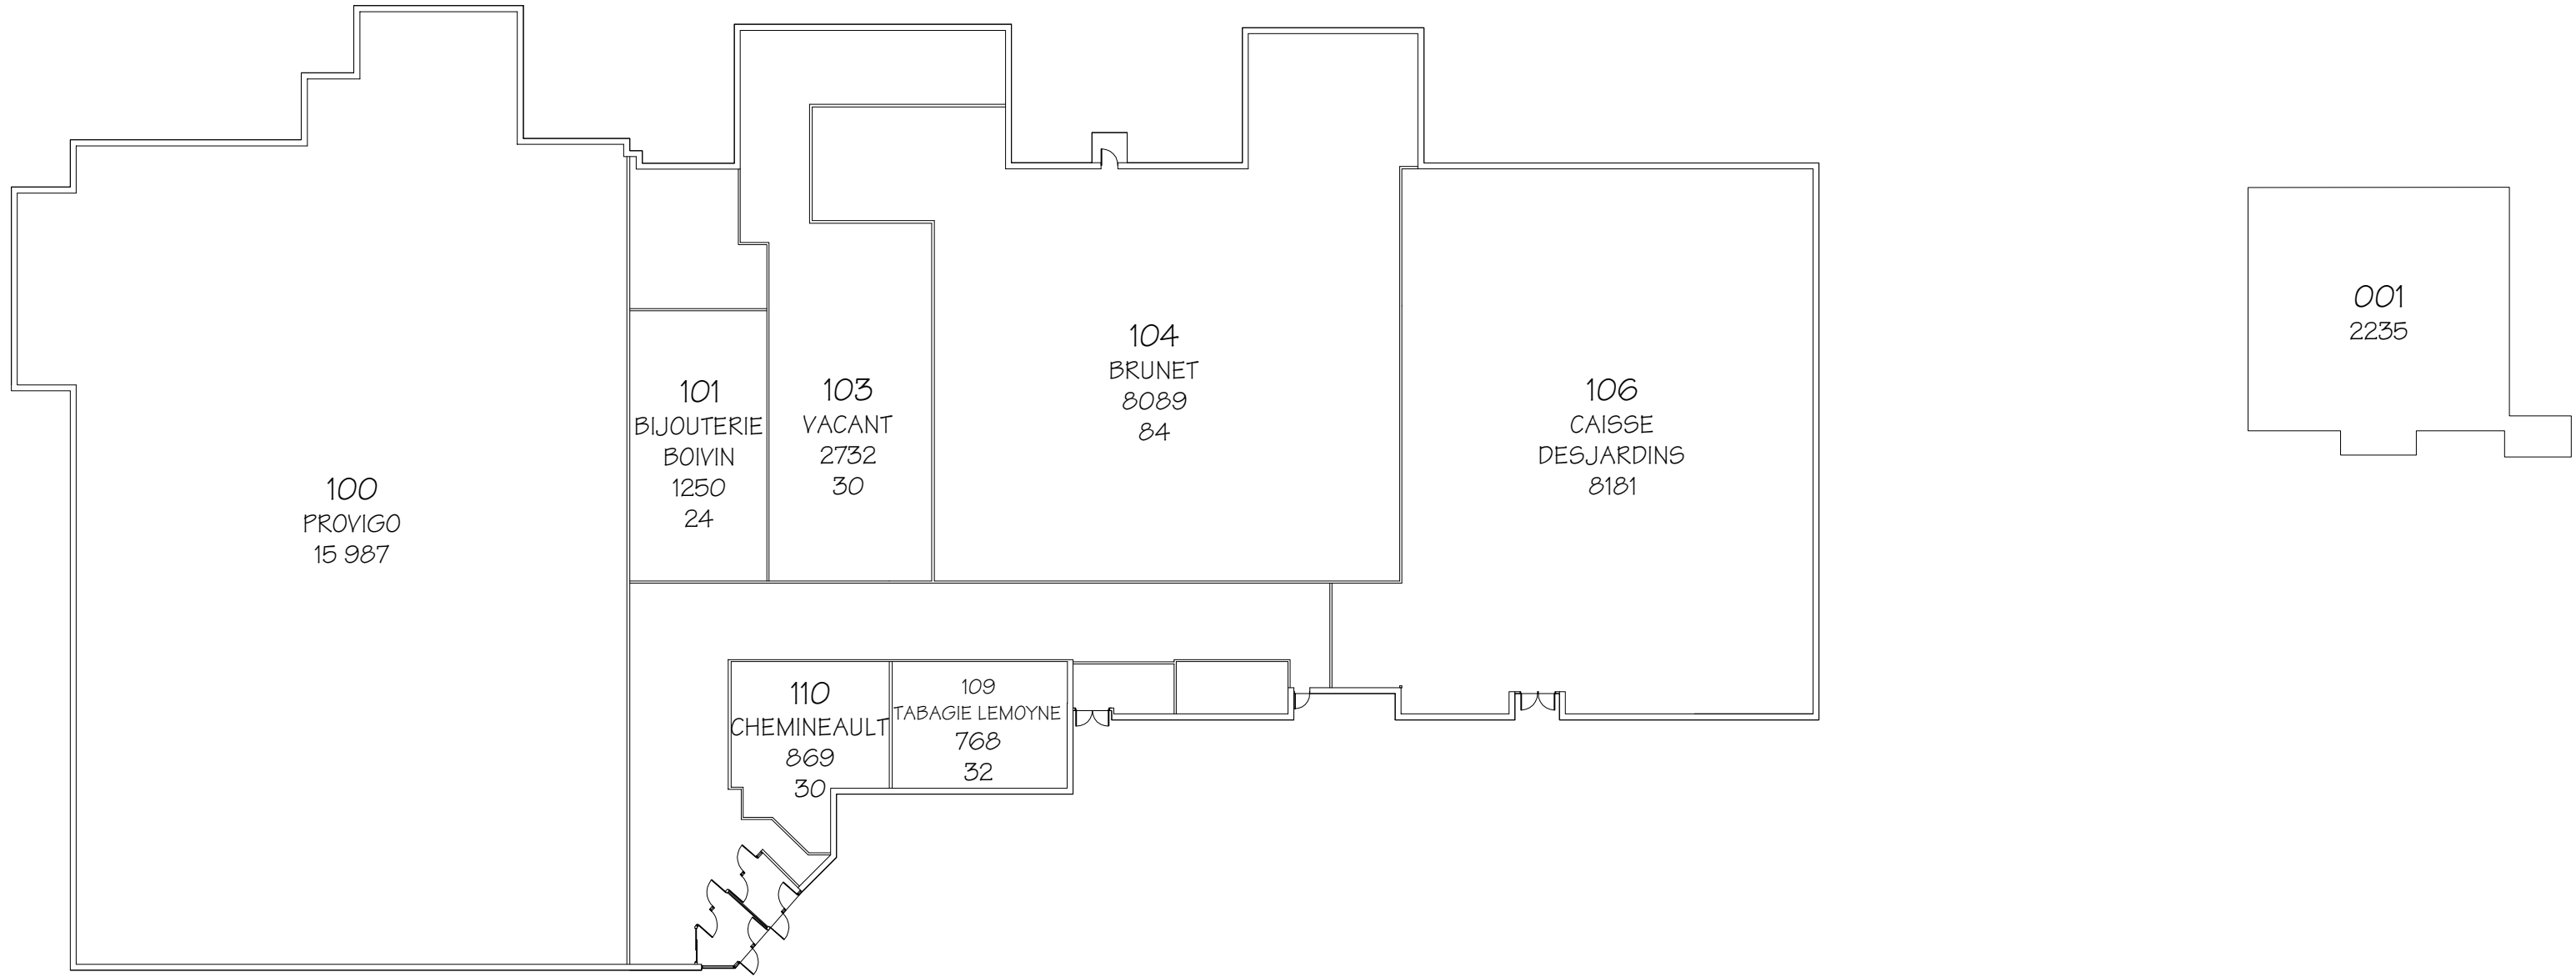 100
PROVIGO
15 987
101
BIJOUTERIE
BOIVIN
1250
24
103
VACANT
2732
30
104
BRUNET
8089
84
106
CAISSE
DESJARDINS
8181
001
2235
110
CHEMINEAULT
869
30
109
TABAGIE LEMOYNE
768
32